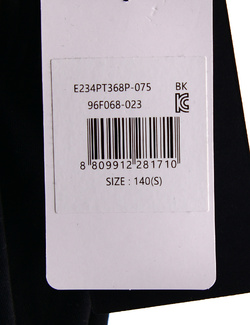 E234PT368P-075 BK
96F068-023
8 809912 281710
SIZE : 140(S)